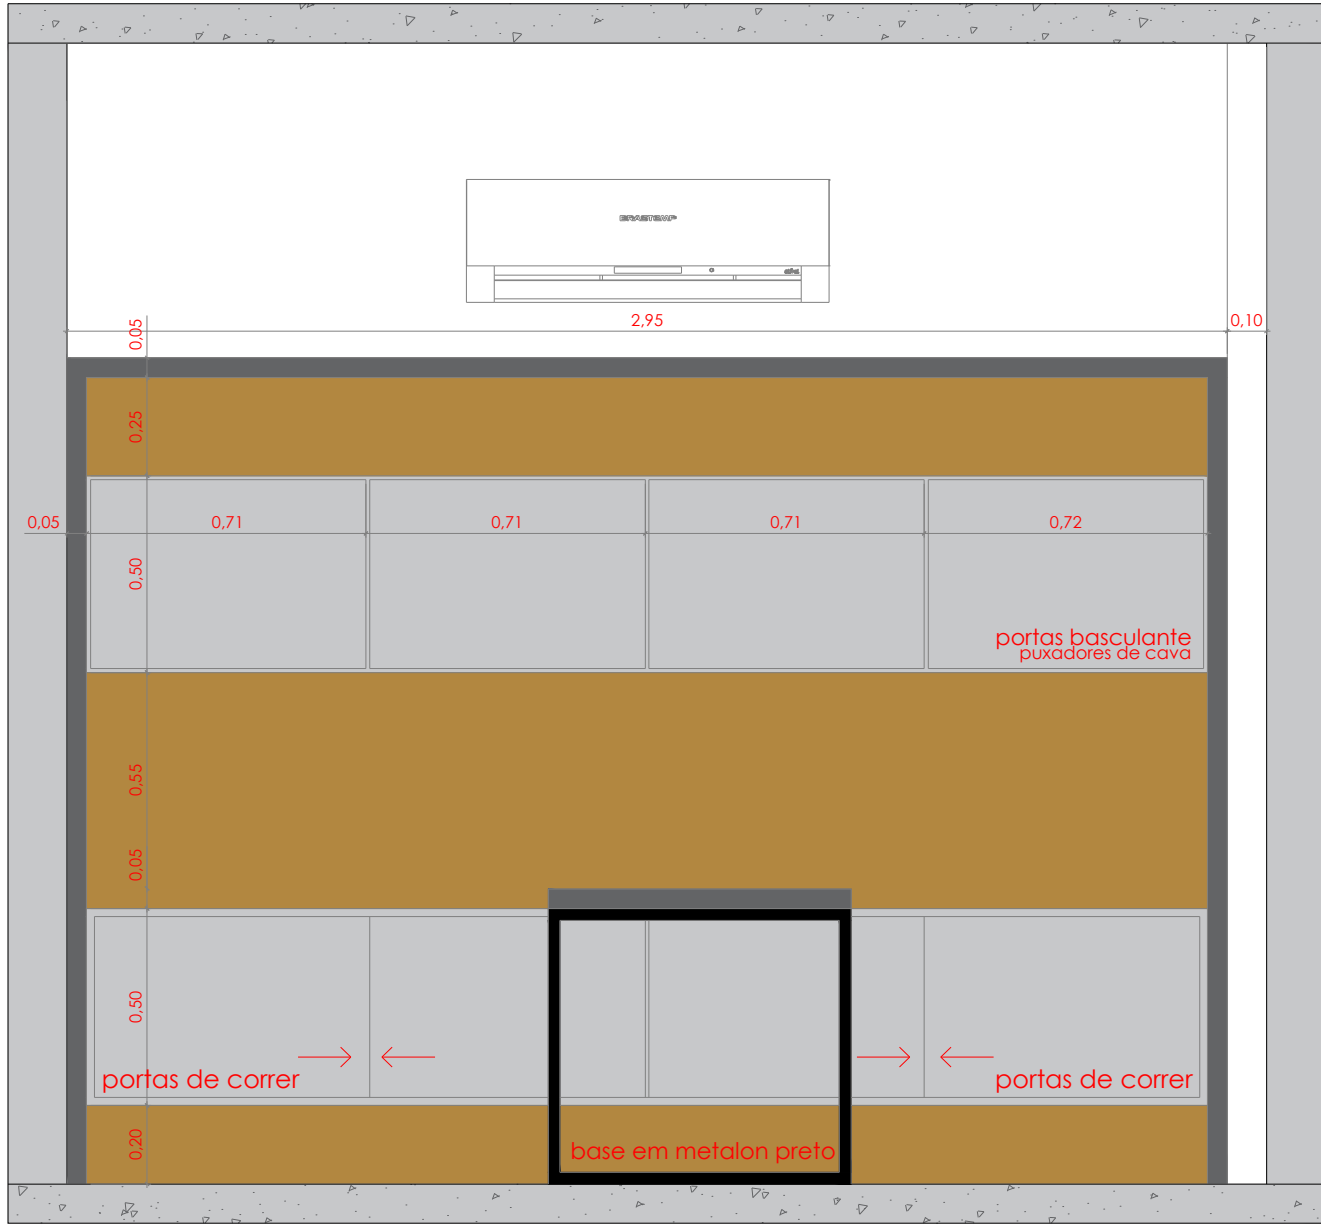 BRASTEMP
0,05
2,95
0,10
0,25
0,05
0,71
0,71
0,71
0,72
0,50
portas basculante
puxadores de cava
0,55
0,05
0,50
portas de correr
portas de correr
0,20
base em metalon preto